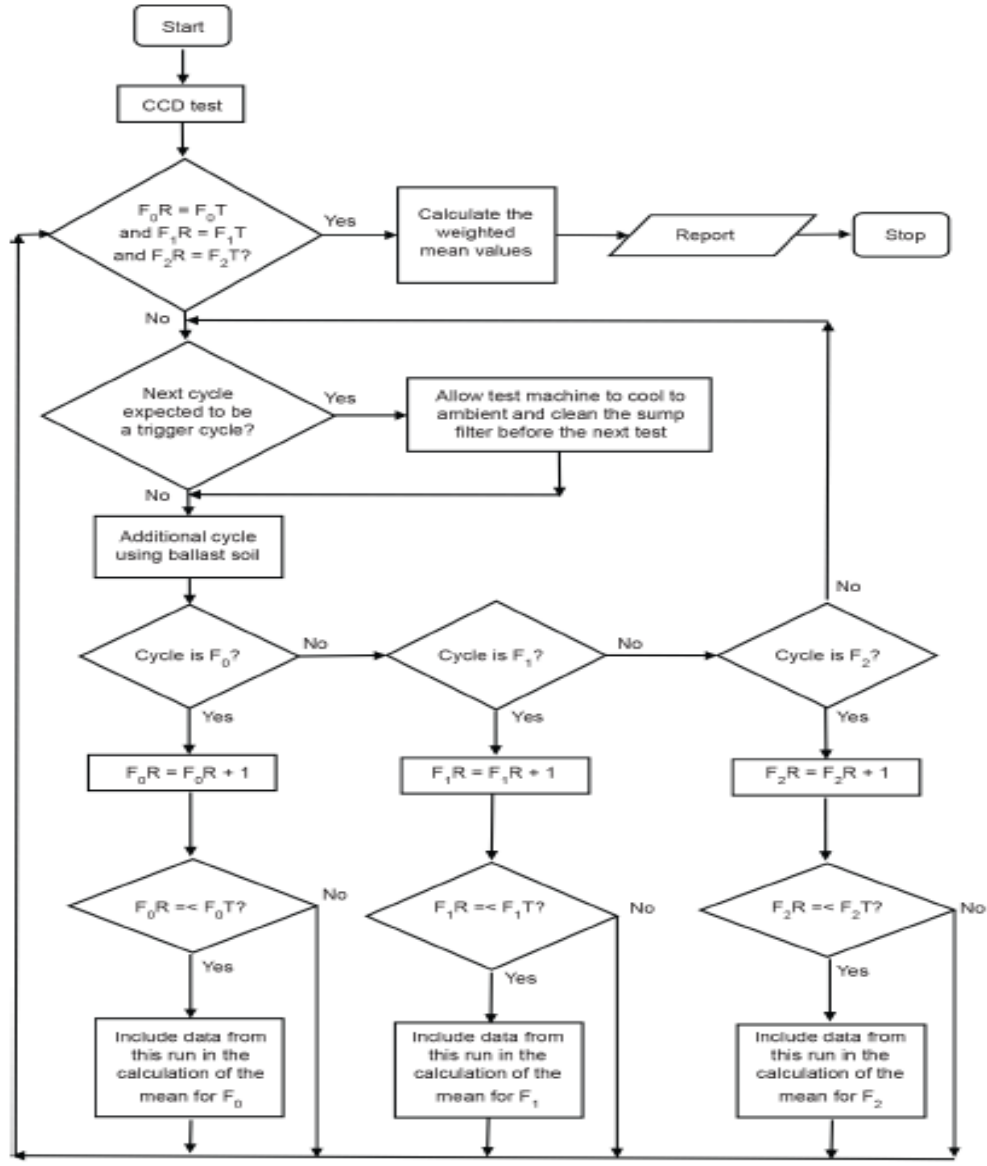 Start
CCD test
F₀R = F₀T
and F₁R = F₁T
and F₂R = F₂T?
Yes
Calculate the
weighted
mean values
Report
Stop
No
Next cycle
expected to be
a trigger cycle?
Yes
Allow test machine to cool to
ambient and clean the sump
filter before the next test
No
Additional cycle
using ballast soil
No
Cycle is F₀?
No
Cycle is F₁?
No
Cycle is F₂?
Yes
Yes
Yes
F₀R = F₀R + 1
F₁R = F₁R + 1
F₂R = F₂R + 1
F₀R =< F₀T?
No
F₁R =< F₁T?
No
F₂R =< F₂T?
No
Yes
Yes
Yes
Include data from
this run in the
calculation of the
mean for F₀
Include data from
this run in the
calculation of the
mean for F₁
Include data from
this run in the
calculation of the
mean for F₂